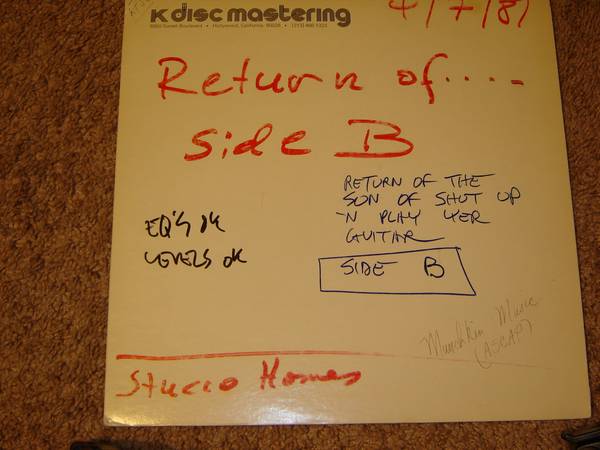 K disc mastering
4/7/81
Return of.....
Side B
RETURN OF THE
SON OF SHUT UP
'N PLAY YER
GUITAR
SIDE B
EQ'S OK
LEVELS OK
Munchkin Music
(ASCAP)
Stucco Homes